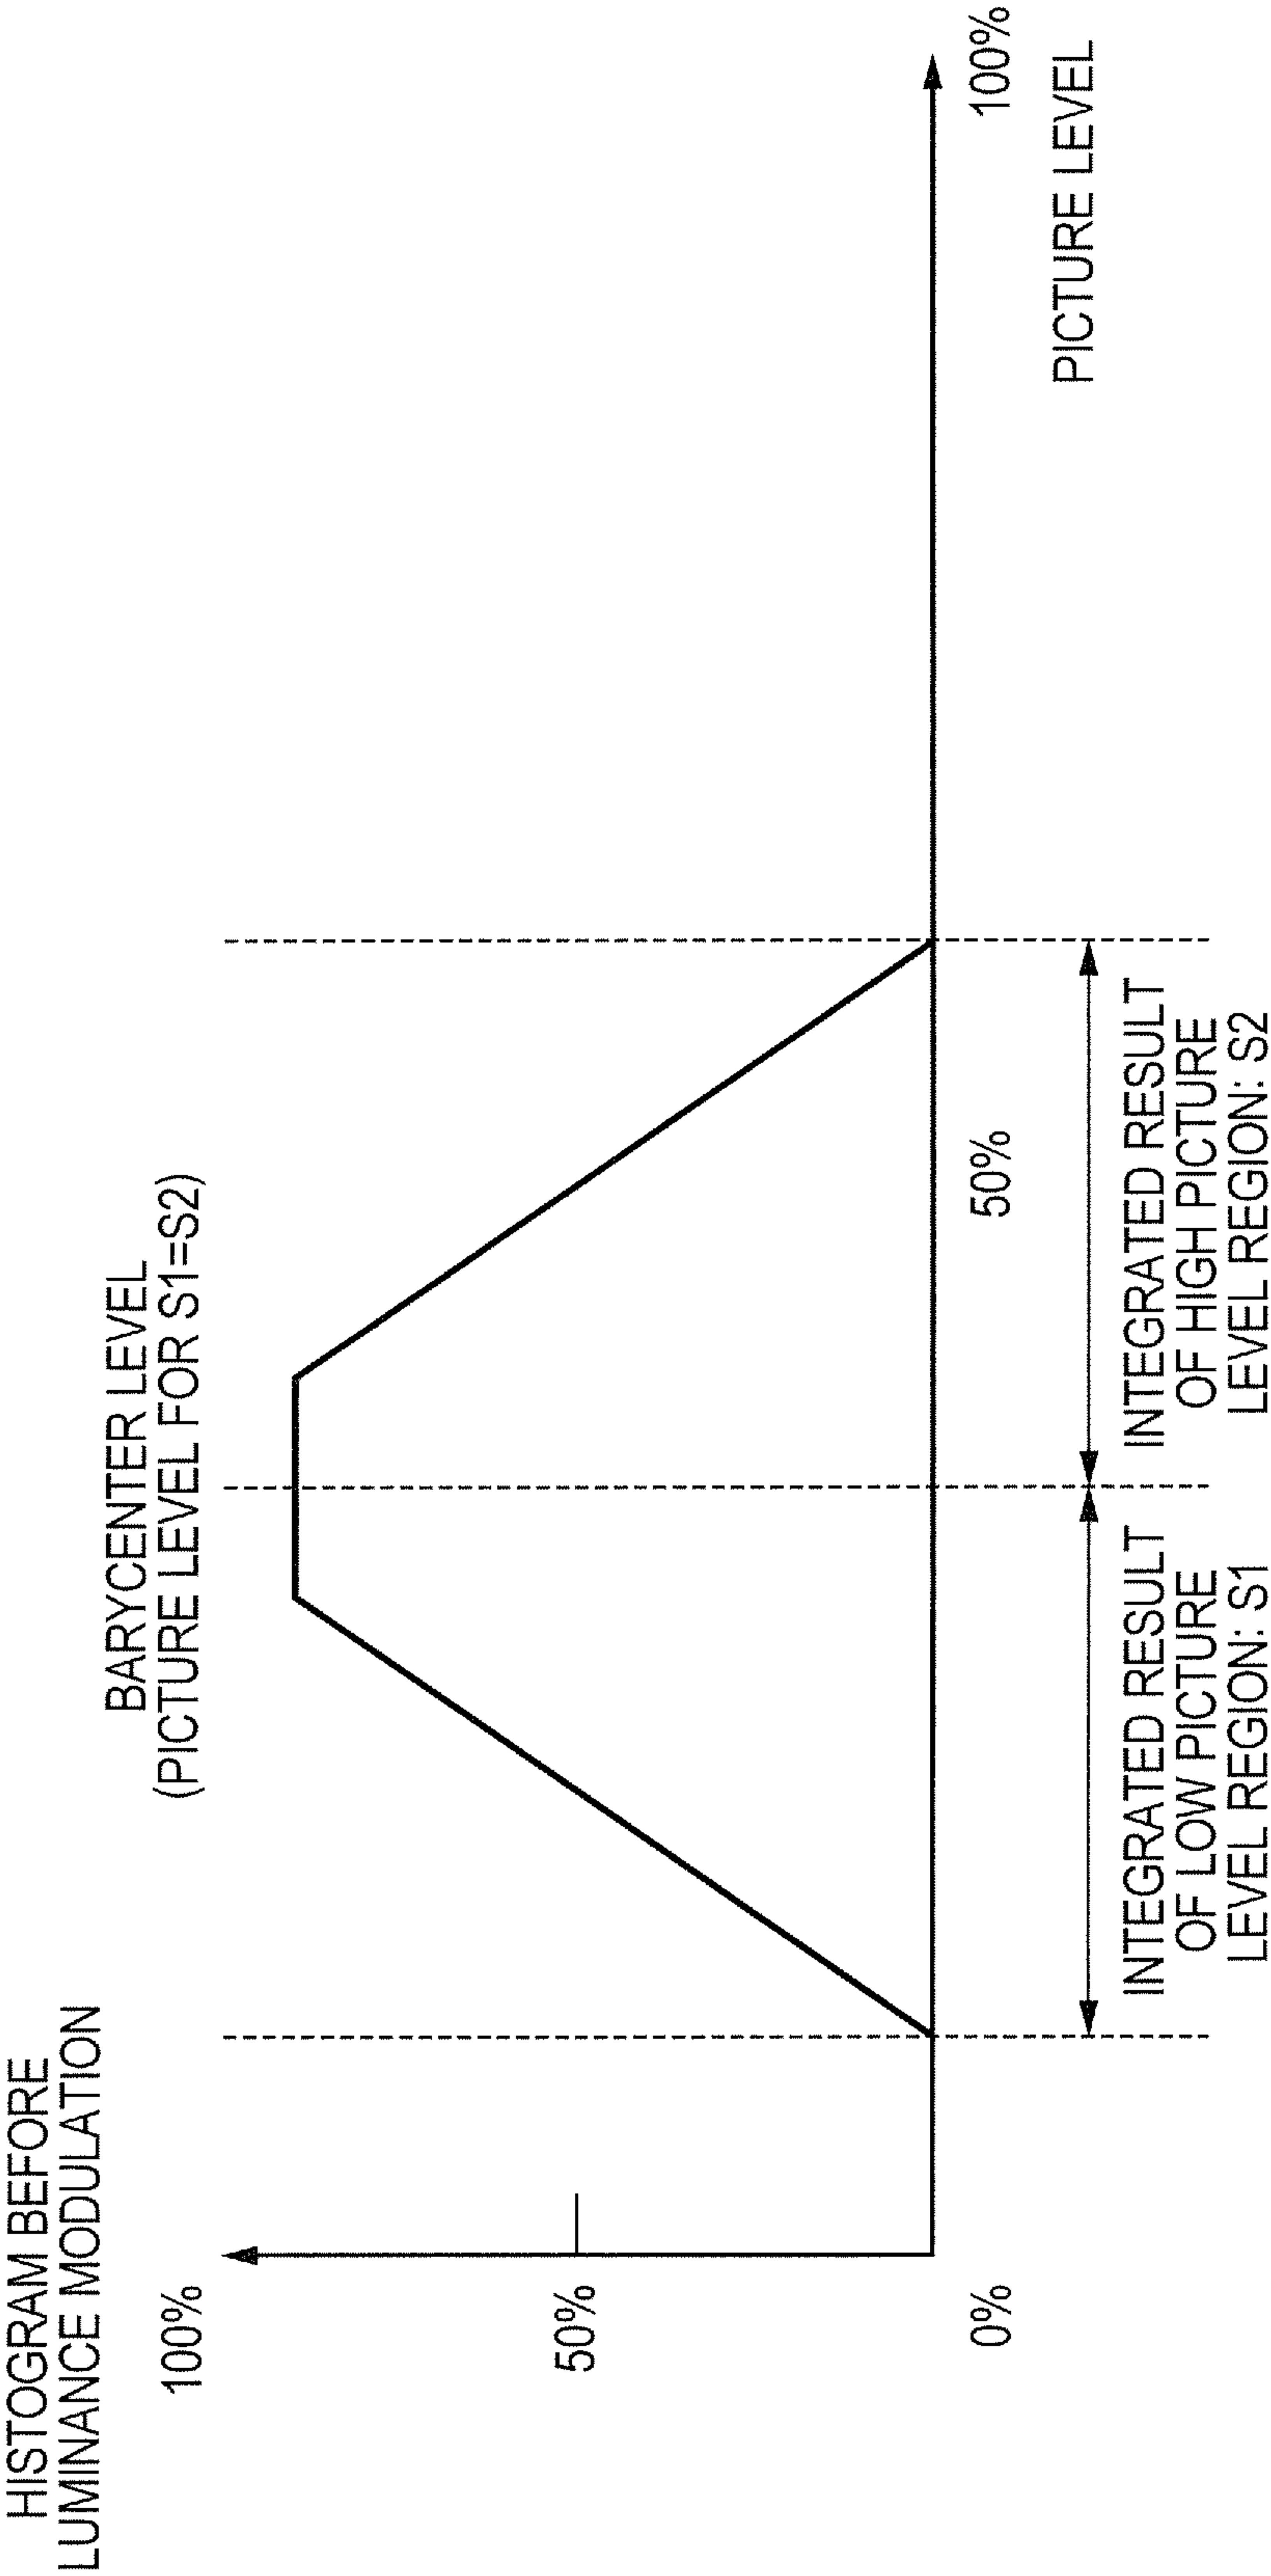 HISTOGRAM BEFORE
LUMINANCE MODULATION
BARYCENTER LEVEL
(PICTURE LEVEL FOR S1=S2)
100%
50%
0%
50%
100%
PICTURE LEVEL
INTEGRATED RESULT
OF LOW PICTURE
LEVEL REGION: S1
INTEGRATED RESULT
OF HIGH PICTURE
LEVEL REGION: S2